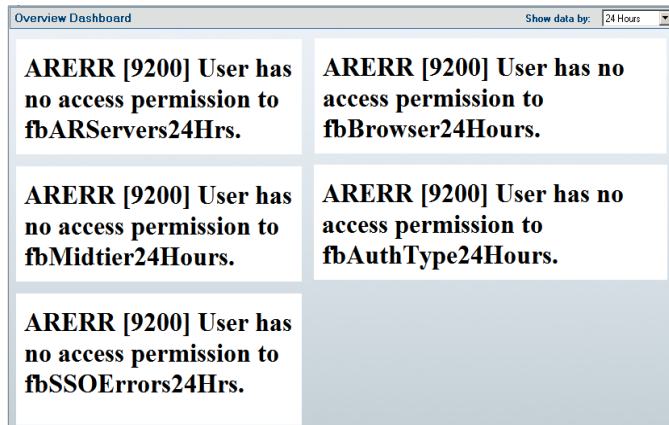 Overview Dashboard
Show data by: 24 Hours
ARERR [9200] User has
no access permission to
fbARServers24Hrs.
ARERR [9200] User has no
access permission to
fbBrowser24Hours.
ARERR [9200] User has
no access permission to
fbMidtier24Hours.
ARERR [9200] User has no
access permission to
fbAuthType24Hours.
ARERR [9200] User has
no access permission to
fbSSOErrors24Hrs.